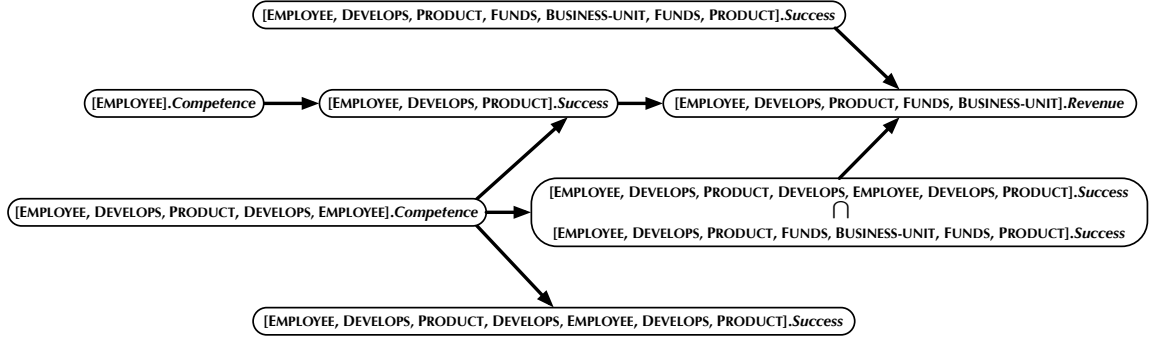 [EMPLOYEE, DEVELOPS, PRODUCT, FUNDS, BUSINESS-UNIT, FUNDS, PRODUCT].Success
[EMPLOYEE].Competence
[EMPLOYEE, DEVELOPS, PRODUCT].Success
[EMPLOYEE, DEVELOPS, PRODUCT, FUNDS, BUSINESS-UNIT].Revenue
[EMPLOYEE, DEVELOPS, PRODUCT, DEVELOPS, EMPLOYEE].Competence
[EMPLOYEE, DEVELOPS, PRODUCT, DEVELOPS, EMPLOYEE, DEVELOPS, PRODUCT].Success
⋂
[EMPLOYEE, DEVELOPS, PRODUCT, FUNDS, BUSINESS-UNIT, FUNDS, PRODUCT].Success
[EMPLOYEE, DEVELOPS, PRODUCT, DEVELOPS, EMPLOYEE, DEVELOPS, PRODUCT].Success